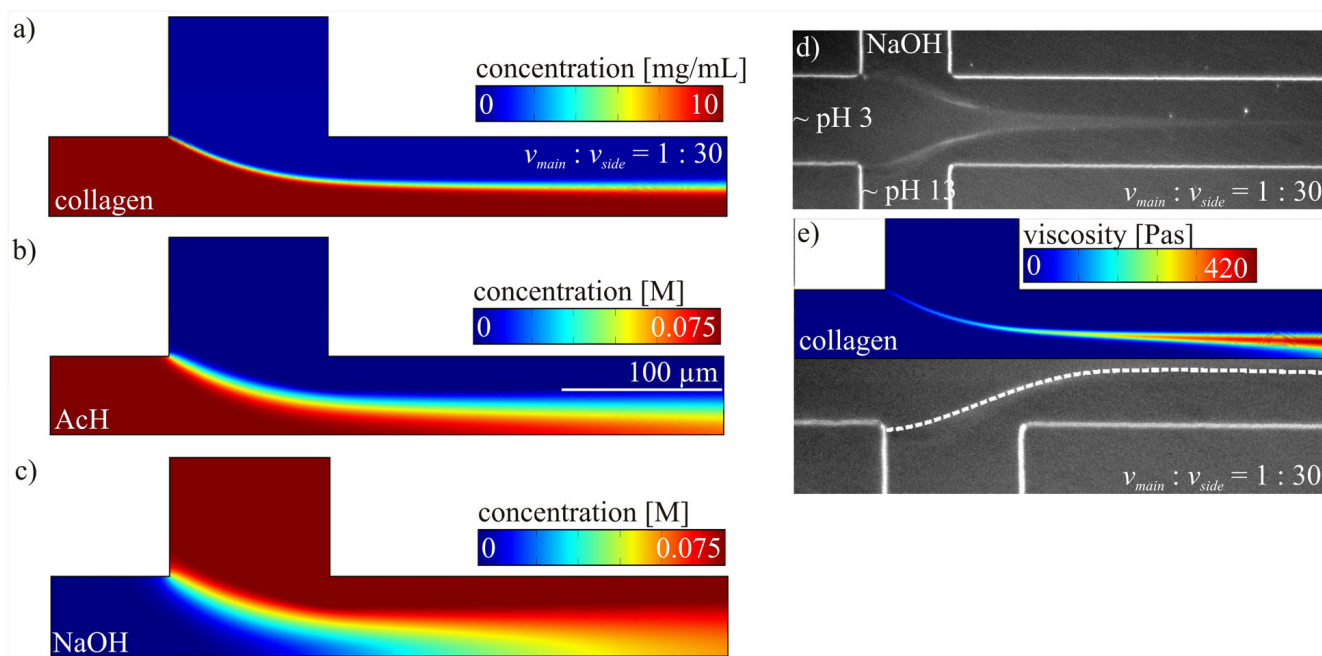 a)
concentration [mg/mL]
0 10
v_main : v_side = 1 : 30
collagen
b)
concentration [M]
0 0.075
100 µm
AcH
c)
concentration [M]
0 0.075
NaOH
d)
NaOH
~ pH 3
~ pH 13
v_main : v_side = 1 : 30
e)
viscosity [Pas]
0 420
collagen
v_main : v_side = 1 : 30